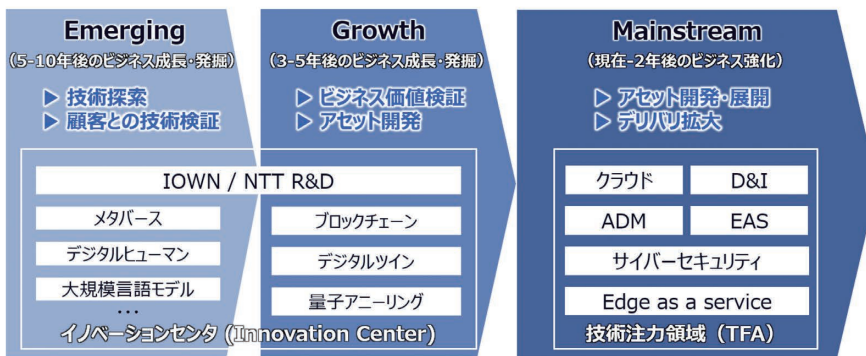 Emerging
(5-10年後のビジネス成長・発掘)
▶ 技術探索
▶ 顧客との技術検証
Growth
(3-5年後のビジネス成長・発掘)
▶ ビジネス価値検証
▶ アセット開発
Mainstream
(現在-2年後のビジネス強化)
▶ アセット開発・展開
▶ デリバリ拡大
IOWN / NTT R&D
メタバース
デジタルヒューマン
大規模言語モデル
...
ブロックチェーン
デジタルツイン
量子アニーリング
イノベーションセンタ (Innovation Center)
クラウド
D&I
ADM
EAS
サイバーセキュリティ
Edge as a service
技術注力領域 (TFA)